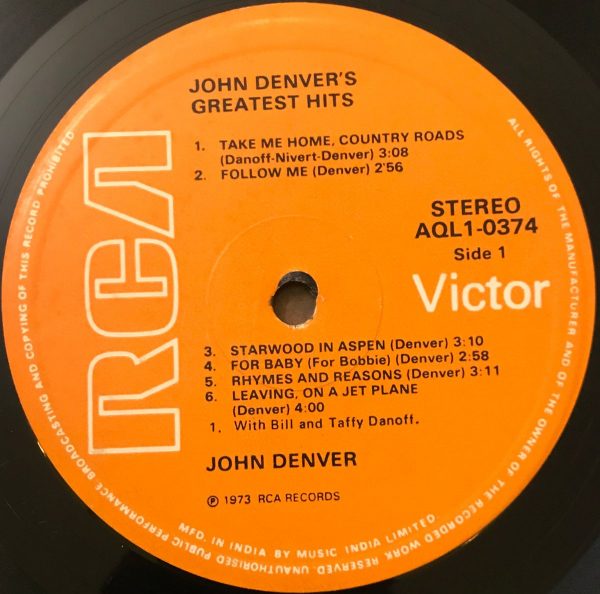 JOHN DENVER'S
GREATEST HITS
1. TAKE ME HOME, COUNTRY ROADS
(Danoff-Nivert-Denver) 3:08
2. FOLLOW ME (Denver) 2'56
STEREO
AQL1-0374
Side 1
RCA
Victor
3. STARWOOD IN ASPEN (Denver) 3:10
4. FOR BABY (For Bobbie) (Denver) 2:58
5. RHYMES AND REASONS (Denver) 3:11
6. LEAVING, ON A JET PLANE
(Denver) 4:00
1. With Bill and Taffy Danoff.
JOHN DENVER
℗ 1973 RCA RECORDS
MFD. IN INDIA BY MUSIC INDIA LIMITED.
ALL RIGHTS OF THE MANUFACTURER AND OF THE OWNER OF THE RECORDED WORK RESERVED. UNAUTHORISED PUBLIC PERFORMANCE BROADCASTING AND COPYING OF THIS RECORD PROHIBITED